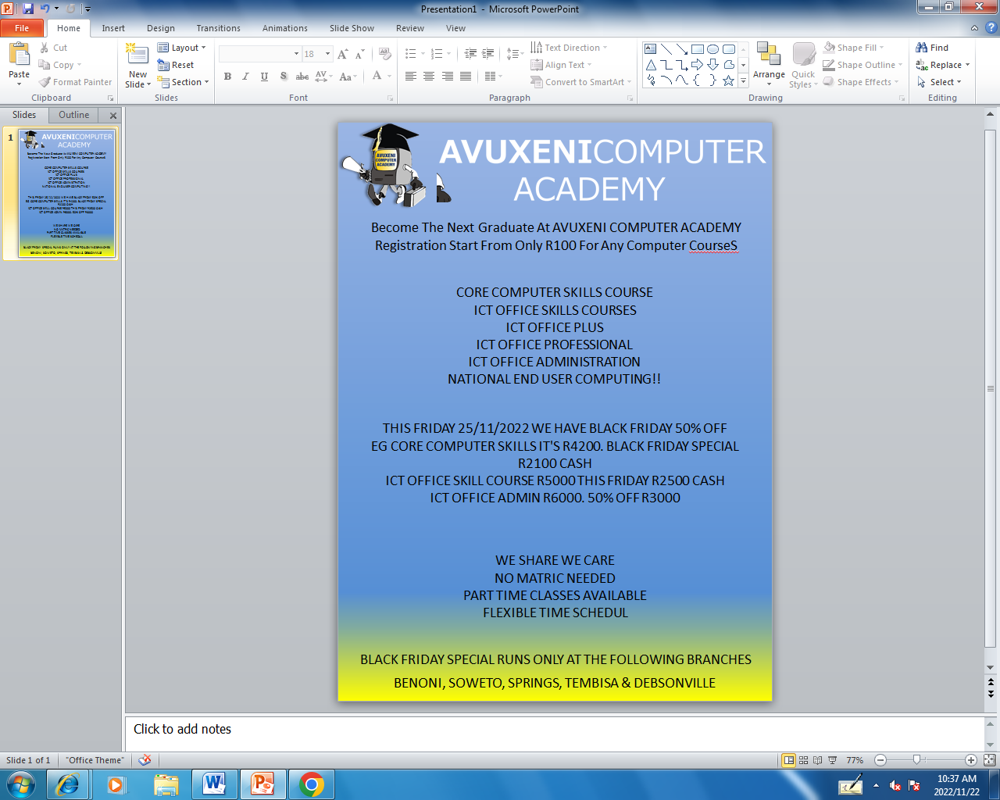 Presentation1 - Microsoft PowerPoint
File Home Insert Design Transitions Animations Slide Show Review View
Paste Cut Copy Format Painter Clipboard
New Slide Layout Reset Section Slides
18 B I U S abc AV Aa A Font
Text Direction Align Text Convert to SmartArt Paragraph
Arrange Quick Styles Shape Fill Shape Outline Shape Effects Drawing
Find Replace Select Editing
Slides Outline
1
AVUXENI COMPUTER ACADEMY
AVUXENICOMPUTER
ACADEMY
Become The Next Graduate At AVUXENI COMPUTER ACADEMY
Registration Start From Only R100 For Any Computer CourseS
CORE COMPUTER SKILLS COURSE
ICT OFFICE SKILLS COURSES
ICT OFFICE PLUS
ICT OFFICE PROFESSIONAL
ICT OFFICE ADMINISTRATION
NATIONAL END USER COMPUTING!!
THIS FRIDAY 25/11/2022 WE HAVE BLACK FRIDAY 50% OFF
EG CORE COMPUTER SKILLS IT'S R4200. BLACK FRIDAY SPECIAL
R2100 CASH
ICT OFFICE SKILL COURSE R5000 THIS FRIDAY R2500 CASH
ICT OFFICE ADMIN R6000. 50% OFF R3000
WE SHARE WE CARE
NO MATRIC NEEDED
PART TIME CLASSES AVAILABLE
FLEXIBLE TIME SCHEDUL
BLACK FRIDAY SPECIAL RUNS ONLY AT THE FOLLOWING BRANCHES
BENONI, SOWETO, SPRINGS, TEMBISA & DEBSONVILLE
Click to add notes
Slide 1 of 1 "Office Theme" 77%
10:37 AM
2022/11/22